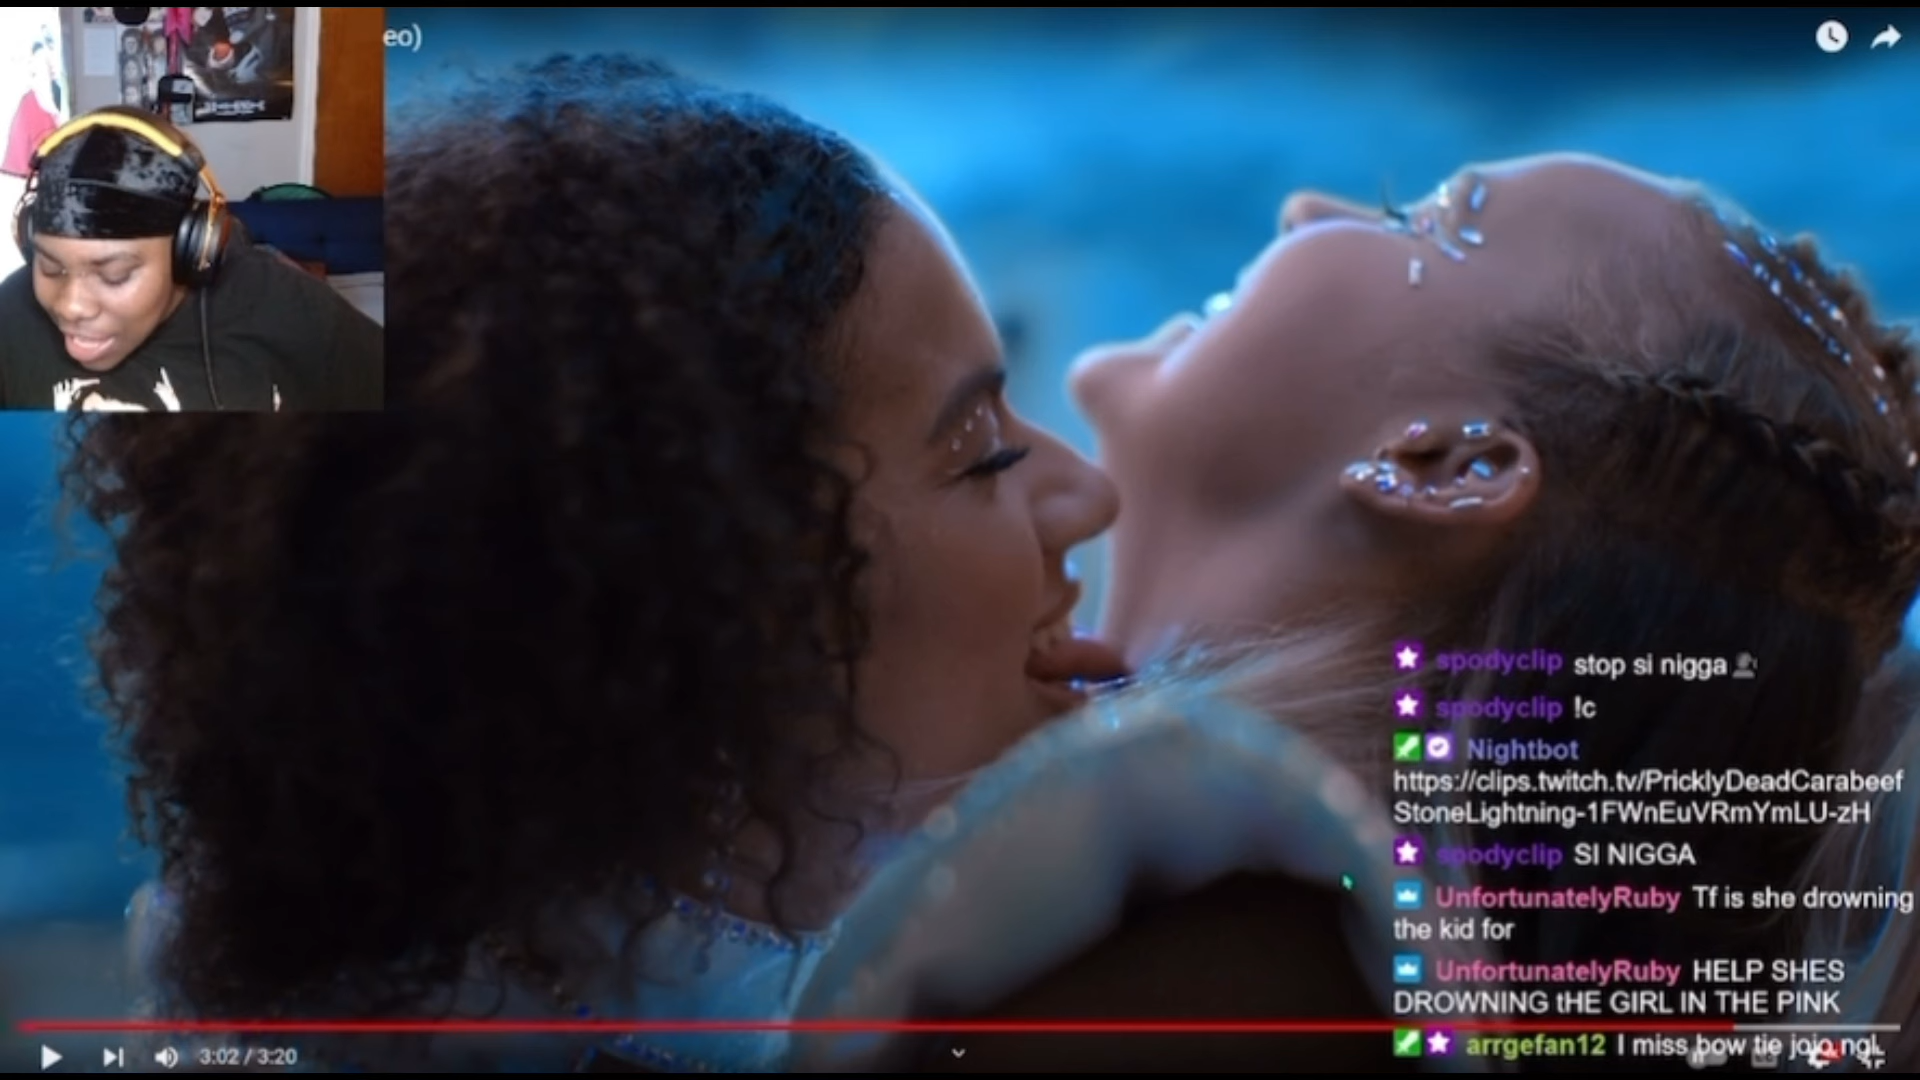 eo)
spodyclip stop si nigga
spodyclip !c
Nightbot
https://clips.twitch.tv/PricklyDeadCarabeef
StoneLightning-1FWnEuVRmYmLU-zH
spodyclip SI NIGGA
UnfortunatelyRuby Tf is she drowning
the kid for
UnfortunatelyRuby HELP SHES
DROWNING tHE GIRL IN THE PINK
arrgefan12 I miss bow tie jojo ngl
3:02 / 3:20